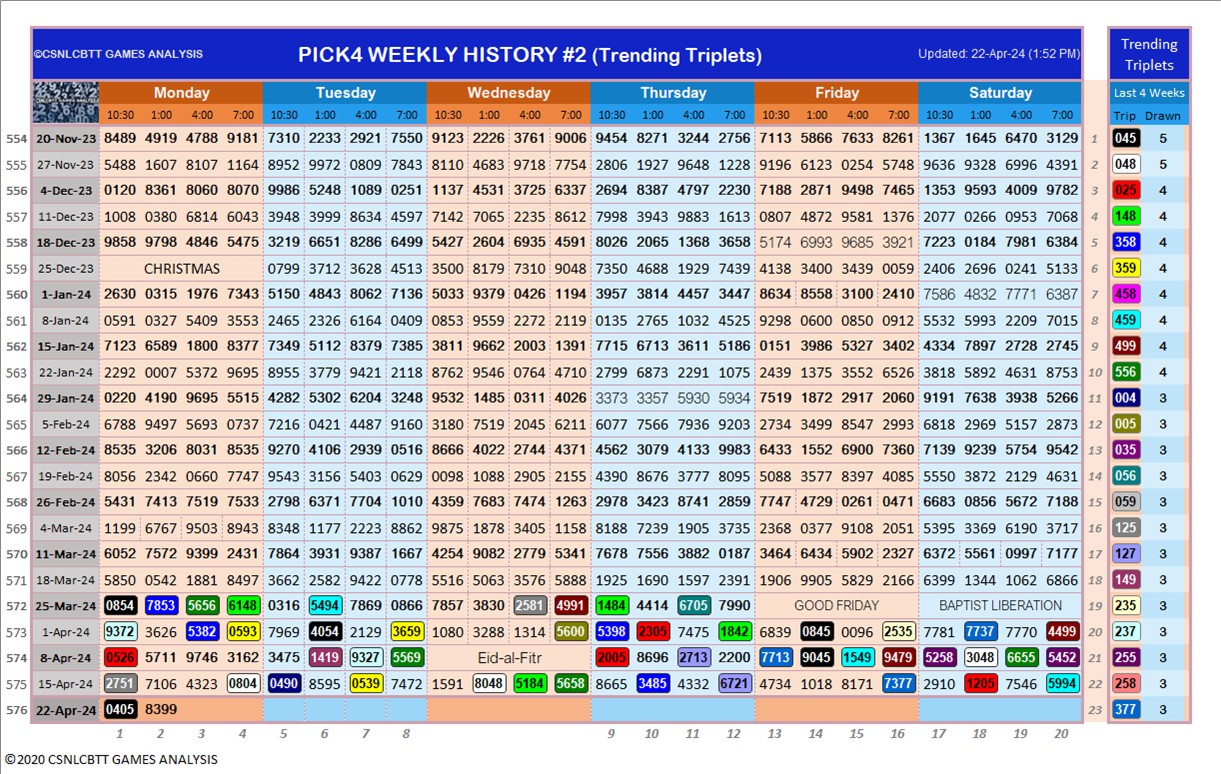 ©CSNLCBTT GAMES ANALYSIS PICK4 WEEKLY HISTORY #2 (Trending Triplets) Updated: 22-Apr-24 (1:52 PM) Trending Triplets
Monday Tuesday Wednesday Thursday Friday Saturday Last 4 Weeks
10:30 1:00 4:00 7:00 10:30 1:00 4:00 7:00 10:30 1:00 4:00 7:00 10:30 1:00 4:00 7:00 10:30 1:00 4:00 7:00 10:30 1:00 4:00 7:00 Trip Drawn
554 20-Nov-23 8489 4919 4788 9181 7310 2233 2921 7550 9123 2226 3761 9006 9454 8271 3244 2756 7113 5866 7633 8261 1367 1645 6470 3129 1 045 5
555 27-Nov-23 5488 1607 8107 1164 8952 9972 0809 7843 8110 4683 9718 7754 2806 1927 9648 1228 9196 6123 0254 5748 9636 9328 6996 4391 2 048 5
556 4-Dec-23 0120 8361 8060 8070 9986 5248 1089 0251 1137 4531 3725 6337 2694 8387 4797 2230 7188 2871 9498 7465 1353 9593 4009 9782 3 025 4
557 11-Dec-23 1008 0380 6814 6043 3948 3999 8634 4597 7142 7065 2235 8612 7998 3943 9883 1613 0807 4872 9581 1376 2077 0266 0953 7068 4 148 4
558 18-Dec-23 9858 9798 4846 5475 3219 6651 8286 6499 5427 2604 6935 4591 8026 2065 1368 3658 5174 6993 9685 3921 7223 0184 7981 6384 5 358 4
559 25-Dec-23 CHRISTMAS 0799 3712 3628 4513 3500 8179 7310 9048 7350 4688 1929 7439 4138 3400 3439 0059 2406 2696 0241 5133 6 359 4
560 1-Jan-24 2630 0315 1976 7343 5150 4843 8062 7136 5033 9379 0426 1194 3957 3814 4457 3447 8634 8558 3100 2410 7586 4832 7771 6387 7 458 4
561 8-Jan-24 0591 0327 5409 3553 2465 2326 6164 0409 0853 9559 2272 2119 0135 2765 1032 4525 9298 0600 0850 0912 5532 5993 2209 7015 8 459 4
562 15-Jan-24 7123 6589 1800 8377 7349 5112 8379 7385 3811 9662 2003 1391 7715 6713 3611 5186 0151 3986 5327 3402 4334 7897 2728 2745 9 499 4
563 22-Jan-24 2292 0007 5372 9695 8955 3779 9421 2118 8762 9546 0764 4710 2799 6873 2291 1075 2439 1375 3552 6526 3818 5892 4631 8753 10 556 4
564 29-Jan-24 0220 4190 9695 5515 4282 5302 6204 3248 9532 1485 0311 4026 3373 3357 5930 5934 7519 1872 2917 2060 9191 7638 3938 5266 11 004 3
565 5-Feb-24 6788 9497 5693 0737 7216 0421 4487 9160 3180 7519 2045 6211 6077 7566 7936 9203 2734 3499 8547 2993 6818 2969 5157 2873 12 005 3
566 12-Feb-24 8535 3206 8031 8535 9270 4106 2939 0516 8666 4022 2744 4371 4562 3079 4133 9983 6433 1552 6900 7360 7139 9239 5754 9542 13 035 3
567 19-Feb-24 8056 2342 0660 7747 9543 3156 5403 0629 9098 1088 2905 2155 4390 8676 3777 8095 5088 3577 8397 4085 5550 3872 2129 4631 14 056 3
568 26-Feb-24 5431 7413 7519 7533 2798 6371 7704 1010 4359 7683 7474 1263 2978 3423 8741 2859 7747 4729 0261 0471 6683 0856 5672 7188 15 059 3
569 4-Mar-24 1199 6767 9503 8943 8348 1177 2223 8862 9875 1878 3405 1158 8188 7239 1905 3735 2368 0377 9108 2051 5395 3369 6190 3717 16 125 3
570 11-Mar-24 6052 7572 9399 2431 7864 3931 9387 1667 4254 9082 2779 5341 7678 7556 3882 0187 3464 6434 5902 2327 6372 5561 0997 7177 17 127 3
571 18-Mar-24 5850 0542 1881 8497 3662 2582 9422 0778 5516 5063 3576 5888 1925 1690 1597 2391 1906 9905 5829 2166 6399 1344 1062 6866 18 149 3
572 25-Mar-24 0854 7853 5656 6148 0316 5494 7869 0866 7857 3830 2581 4991 1484 4414 6705 7990 GOOD FRIDAY BAPTIST LIBERATION 19 235 3
573 1-Apr-24 9372 3626 5382 0593 7969 4054 2129 3659 1080 3288 1314 5600 5398 2305 7475 1842 6839 0845 0096 2535 7781 7737 7770 4499 20 237 3
574 8-Apr-24 0526 5711 9746 3162 3475 1419 9327 5569 Eid-al-Fitr 2005 8696 2713 2200 7713 9045 1549 9479 5258 3048 6655 5452 21 255 3
575 15-Apr-24 2751 7106 4323 0804 0490 8595 0539 7472 1591 8048 5184 5658 8665 3485 4332 6721 4734 1018 8171 7377 2910 1205 7546 5994 22 258 3
576 22-Apr-24 0405 8399 23 377 3
1 2 3 4 5 6 7 8 9 10 11 12 13 14 15 16 17 18 19 20
©2020 CSNLCBTT GAMES ANALYSIS